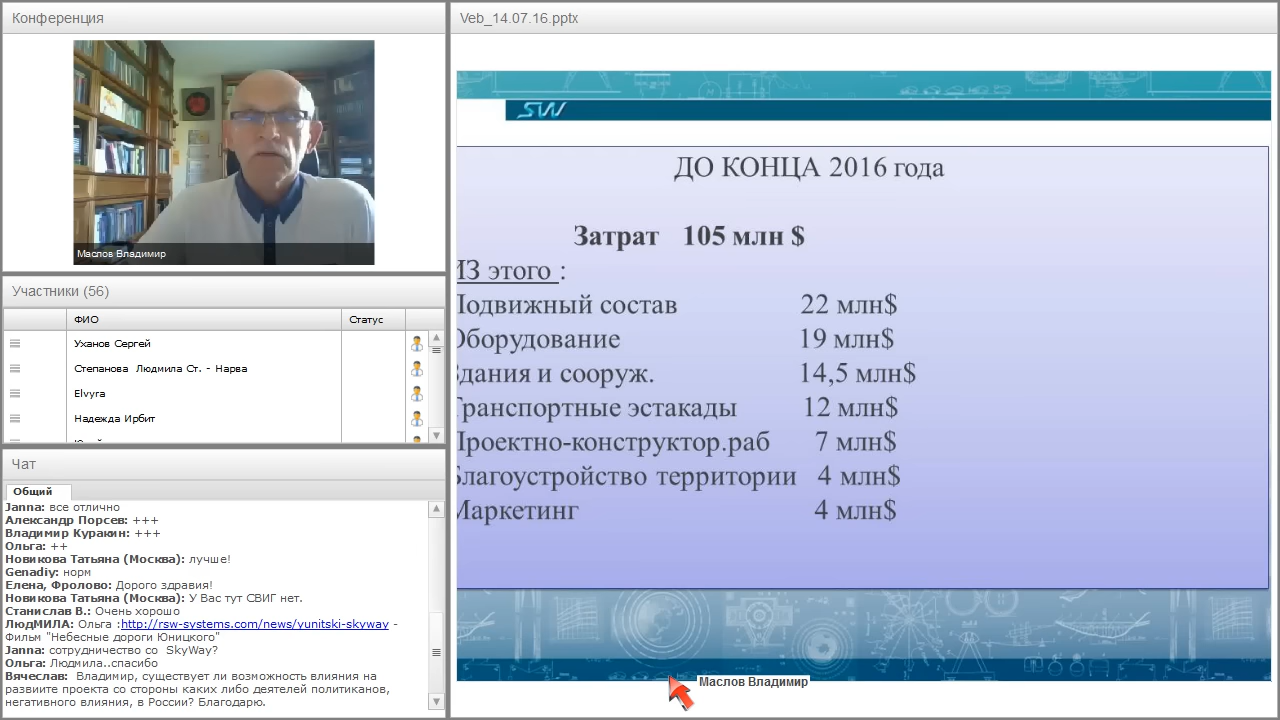 Конференция
Маслов Владимир
Участники (56)
ФИО
Статус
Уханов Сергей
Степанова Людмила Ст. - Нарва
Elvyra
Надежда Ирбит
Чат
Общий
Janna: все отлично
Александр Порсев: +++
Владимир Куракин: +++
Ольга: ++
Новикова Татьяна (Москва): лучше!
Genadiy: норм
Елена, Фролово: Дорого здравия!
Новикова Татьяна (Москва): У Вас тут СВИГ нет.
Станислав В.: Очень хорошо
ЛюдМИЛА: Ольга :http://rsw-systems.com/news/yunitski-skyway -
Фильм "Небесные дороги Юницкого"
Janna: сотрудничество со SkyWay?
Ольга: Людмила..спасибо
Вячеслав: Владимир, существует ли возможность влияния на
развиите проекта со стороны каких либо деятелей политиканов,
негативного влияния, в России? Благодарю.
Veb_14.07.16.pptx
SW
ДО КОНЦА 2016 года
Затрат 105 млн $
ИЗ этого :
Подвижный состав 22 млн$
Оборудование 19 млн$
Здания и сооруж. 14,5 млн$
Транспортные эстакады 12 млн$
Проектно-конструктор.раб 7 млн$
Благоустройство территории 4 млн$
Маркетинг 4 млн$
Маслов Владимир